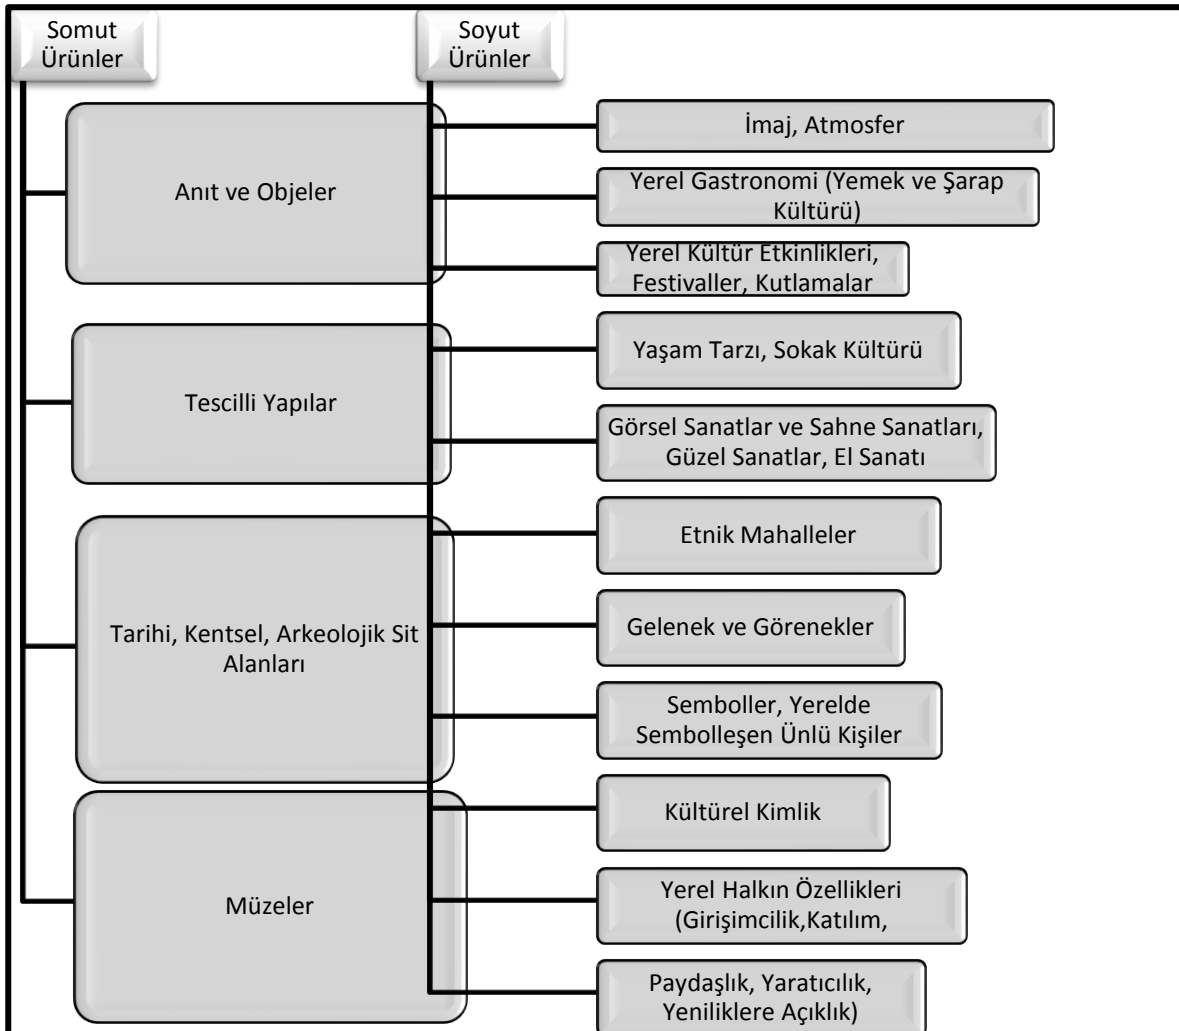 Somut
Ürünler
Anıt ve Objeler
Tescilli Yapılar
Tarihi, Kentsel, Arkeolojik Sit
Alanları
Müzeler
Soyut
Ürünler
İmaj, Atmosfer
Yerel Gastronomi (Yemek ve Şarap
Kültürü)
Yerel Kültür Etkinlikleri,
Festivaller, Kutlamalar
Yaşam Tarzı, Sokak Kültürü
Görsel Sanatlar ve Sahne Sanatları,
Güzel Sanatlar, El Sanatı
Etnik Mahalleler
Gelenek ve Görenekler
Semboller, Yerelde
Sembolleşen Ünlü Kişiler
Kültürel Kimlik
Yerel Halkın Özellikleri
(Girişimcilik,Katılım,
Paydaşlık, Yaratıcılık,
Yeniliklere Açıklık)